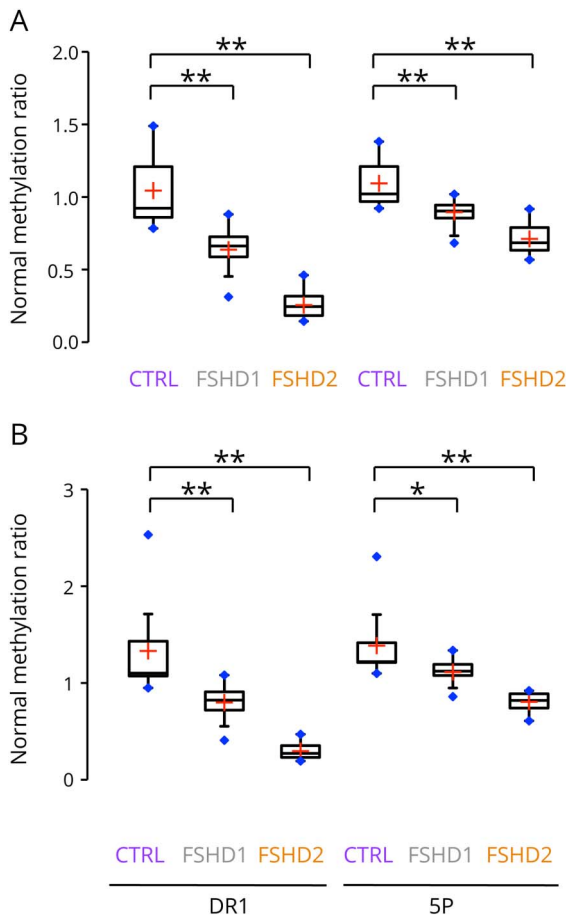 A
Normal methylation ratio
** **
** **
2.0
1.5
1.0
0.5
0.0
CTRL FSHD1 FSHD2 CTRL FSHD1 FSHD2
B
Normal methylation ratio
** **
** *
3
2
1
0
CTRL FSHD1 FSHD2 CTRL FSHD1 FSHD2
DR1 5P